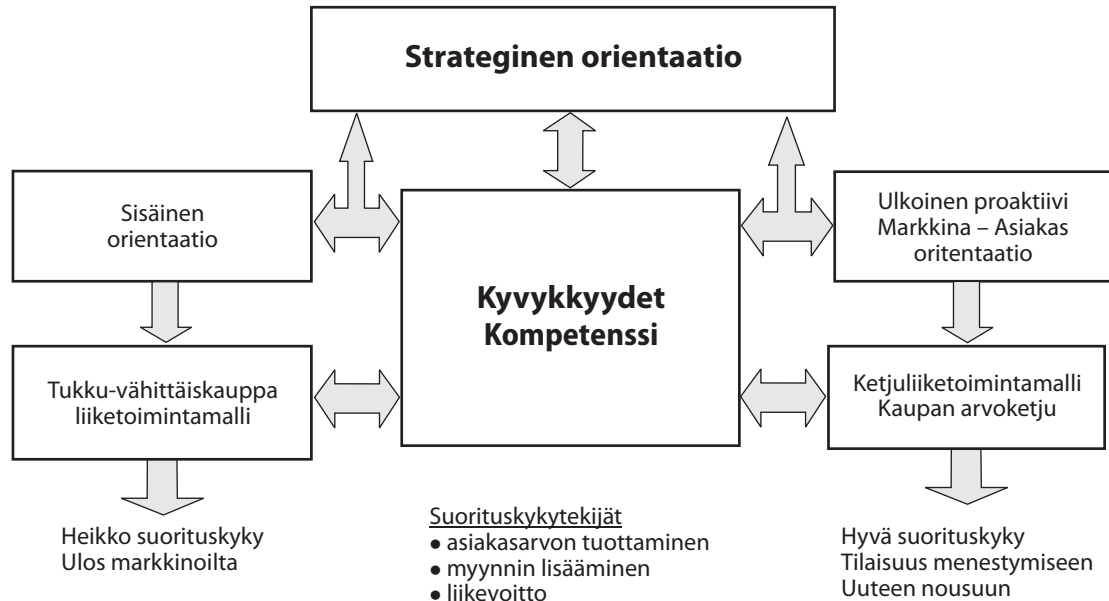 Strateginen orientaatio
Sisäinen
orientaatio
Kyvykkyydet
Kompetenssi
Ulkoinen proaktiivi
Markkina – Asiakas
oritentaatio
Tukku-vähittäiskauppa
liiketoimintamalli
Ketjuliiketoimintamalli
Kaupan arvoketju
Heikko suorituskyky
Ulos markkinoilta
Suorituskykytekijät
• asiakasarvon tuottaminen
• myynnin lisääminen
• liikevoitto
Hyvä suorituskyky
Tilaisuus menestymiseen
Uuteen nousuun